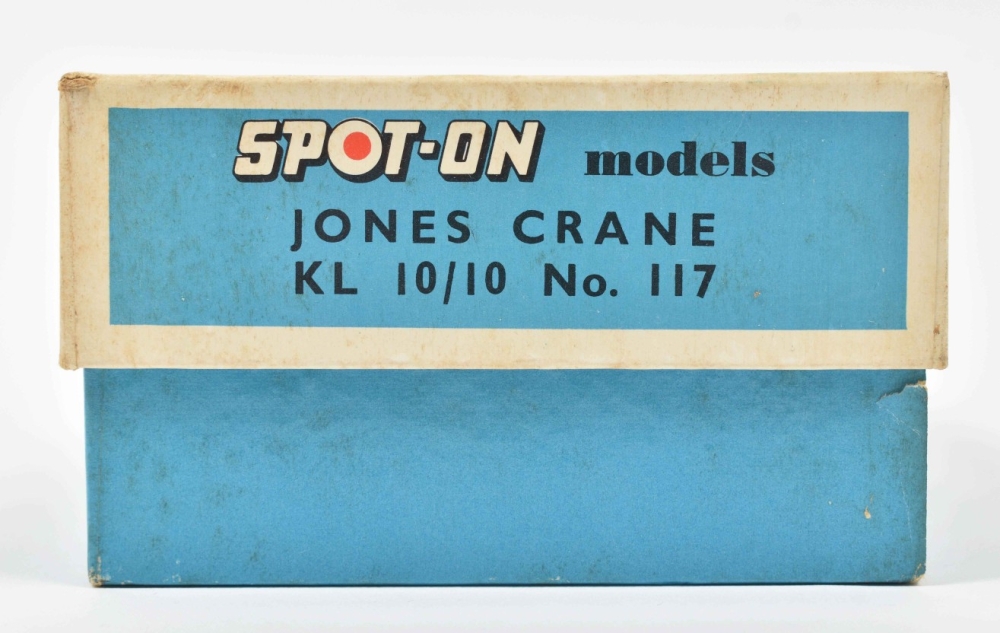 SPOT-ON models
JONES CRANE
KL 10/10 No. 117